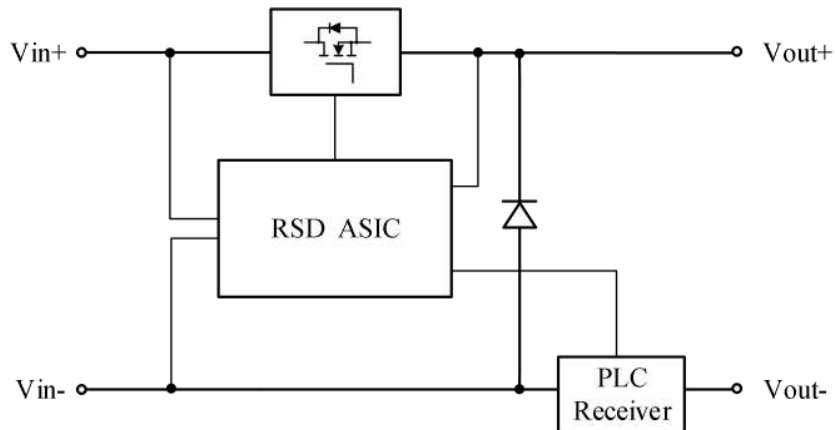 Vin+
Vout+
RSD ASIC
Vin-
PLC
Receiver
Vout-